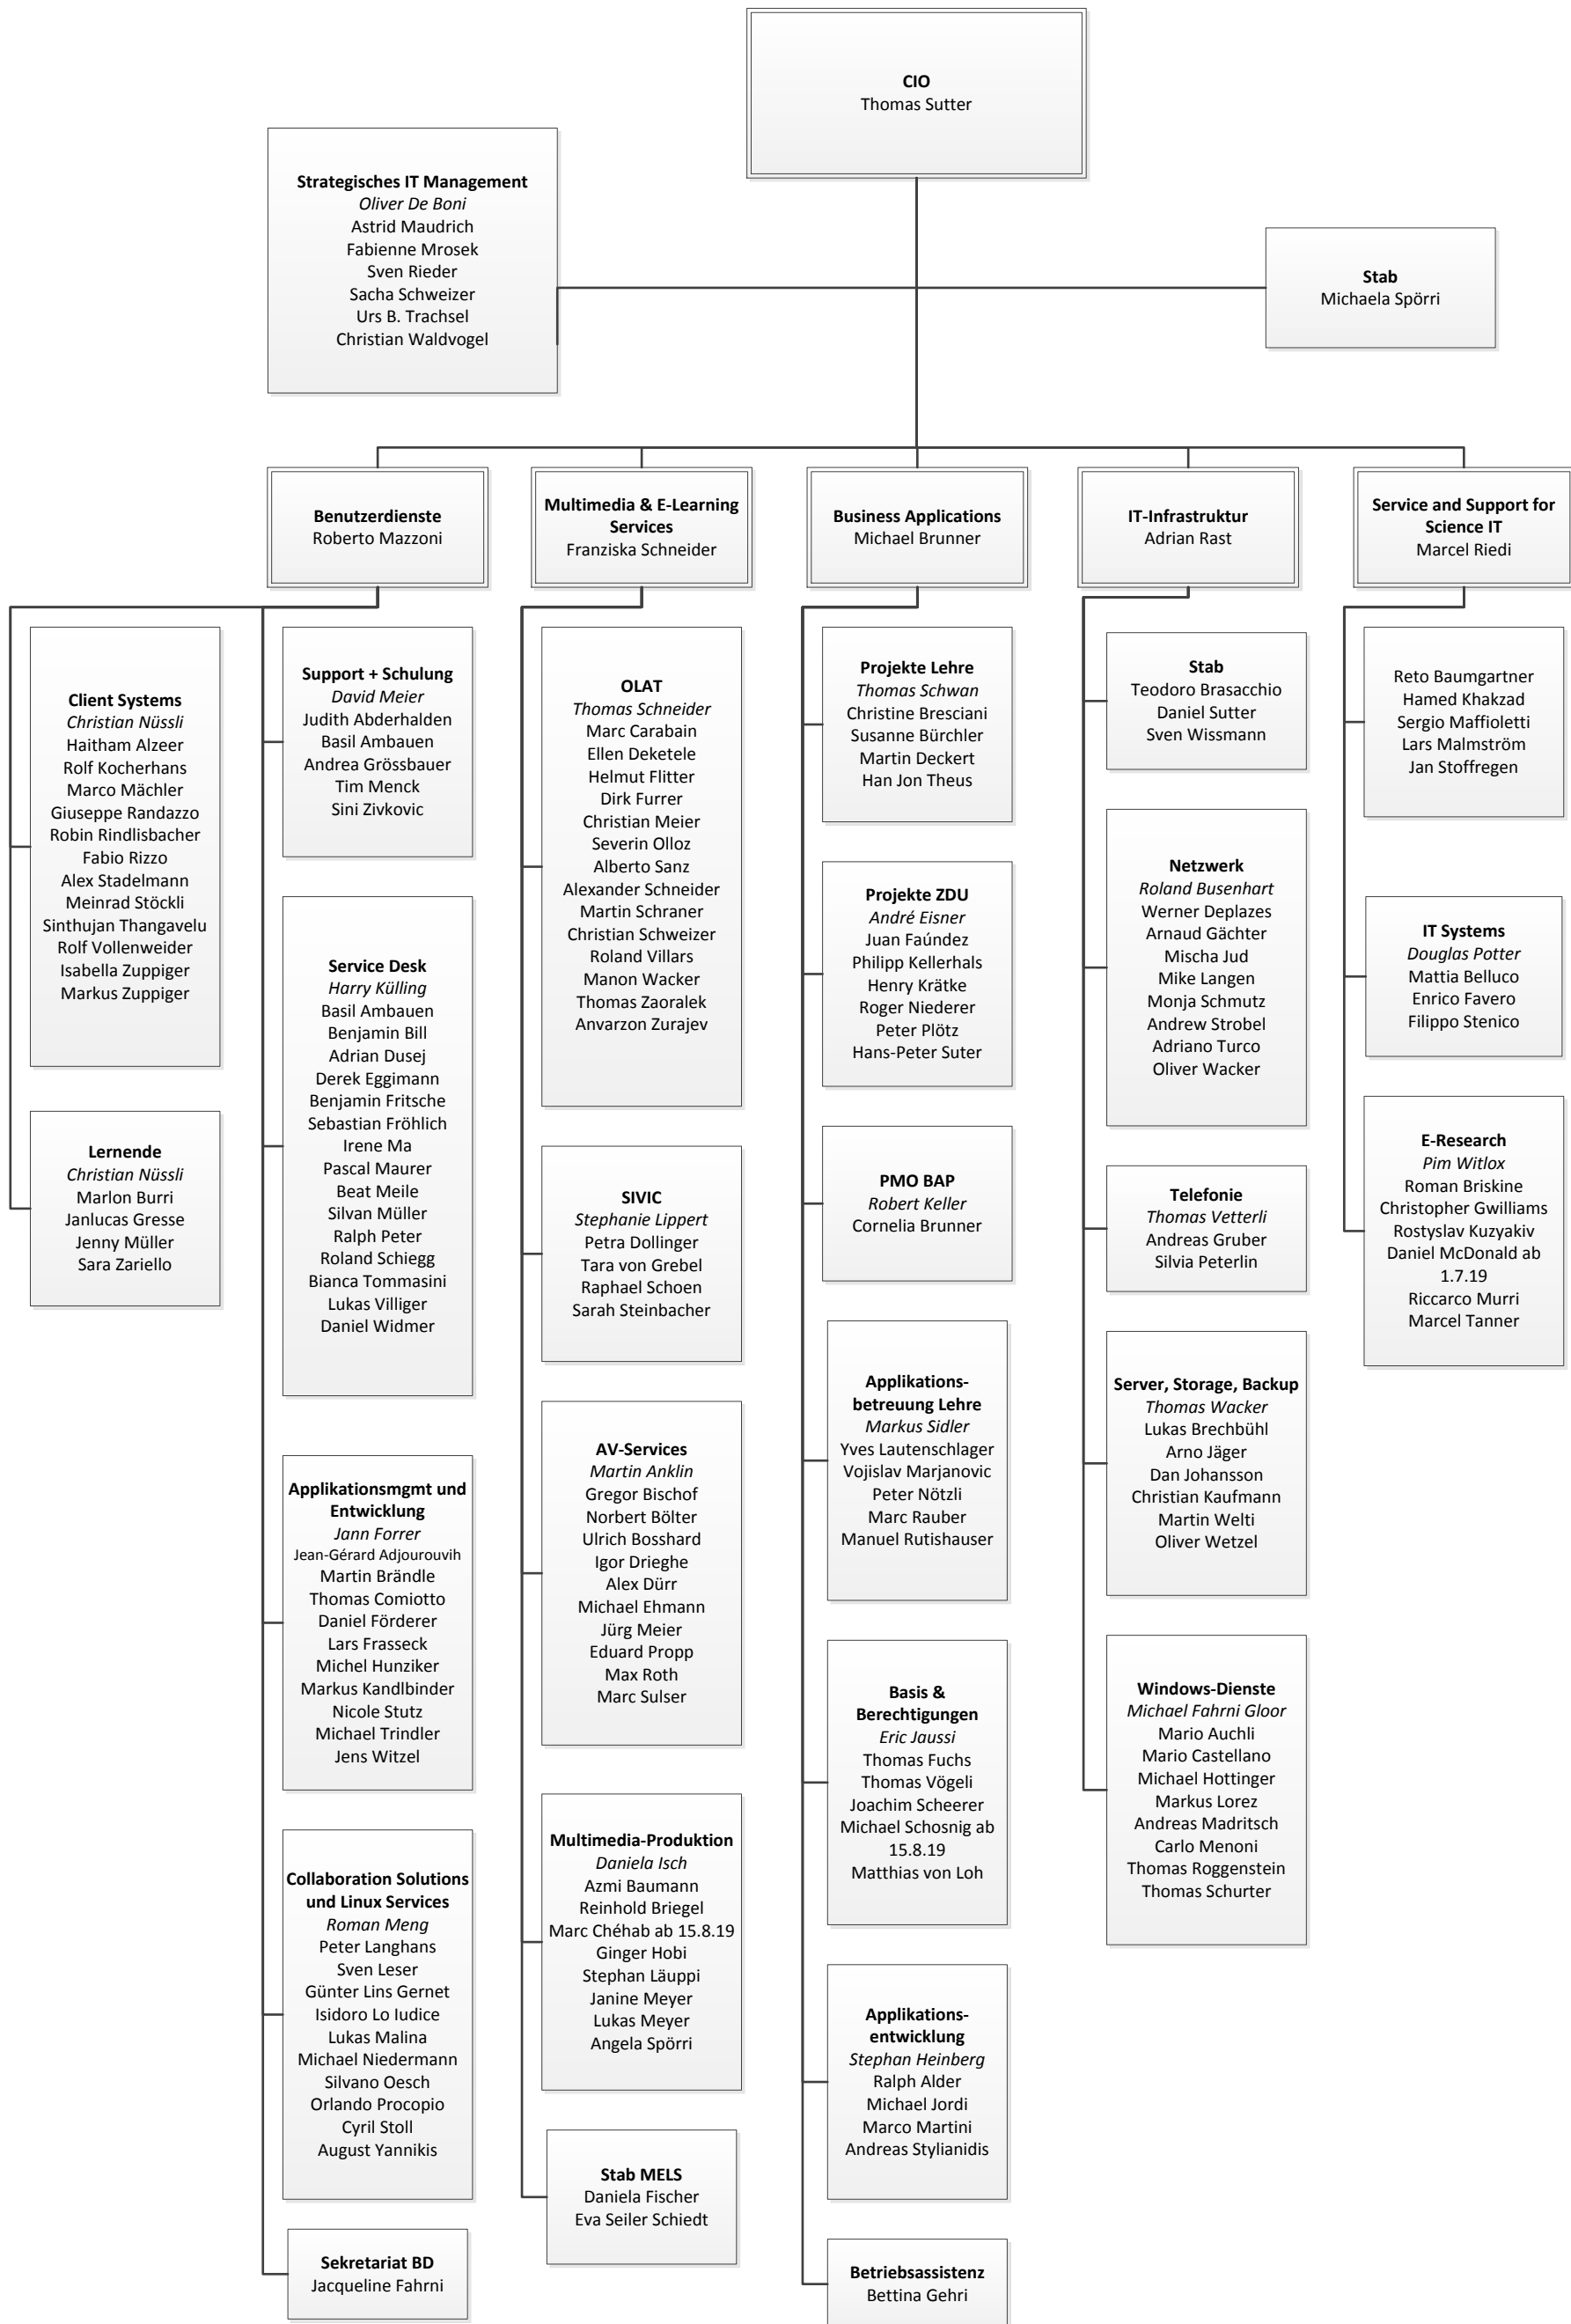 CIO
Thomas Sutter
Strategisches IT Management
Oliver De Boni
Astrid Maudrich
Fabienne Mrosek
Sven Rieder
Sacha Schweizer
Urs B. Trachsel
Christian Waldvogel
Stab
Michaela Spörri
Benutzerdienste
Roberto Mazzoni
Multimedia & E-Learning
Services
Franziska Schneider
Business Applications
Michael Brunner
IT-Infrastruktur
Adrian Rast
Service and Support for
Science IT
Marcel Riedi
Client Systems
Christian Nüssli
Haitham Alzeer
Rolf Kocherhans
Marco Mächler
Giuseppe Randazzo
Robin Rindlisbacher
Fabio Rizzo
Alex Stadelmann
Meinrad Stöckli
Sinthujan Thangavelu
Rolf Vollenweider
Isabella Zuppiger
Markus Zuppiger
Lernende
Christian Nüssli
Marlon Burri
Janlucas Gresse
Jenny Müller
Sara Zariello
Support + Schulung
David Meier
Judith Abderhalden
Basil Ambauen
Andrea Grössbauer
Tim Menck
Sini Zivkovic
Service Desk
Harry Külling
Basil Ambauen
Benjamin Bill
Adrian Dusej
Derek Eggimann
Benjamin Fritsche
Sebastian Fröhlich
Irene Ma
Pascal Maurer
Beat Meile
Silvan Müller
Ralph Peter
Roland Schiegg
Bianca Tommasini
Lukas Villiger
Daniel Widmer
Applikationsmgmt und
Entwicklung
Jann Forrer
Jean-Gérard Adjourouvih
Martin Brändle
Thomas Comiotto
Daniel Förderer
Lars Frasseck
Michel Hunziker
Markus Kandlbinder
Nicole Stutz
Michael Trindler
Jens Witzel
Collaboration Solutions
und Linux Services
Roman Meng
Peter Langhans
Sven Leser
Günter Lins Gernet
Isidoro Lo Iudice
Lukas Malina
Michael Niedermann
Silvano Oesch
Orlando Procopio
Cyril Stoll
August Yannikis
Sekretariat BD
Jacqueline Fahrni
OLAT
Thomas Schneider
Marc Carabain
Ellen Deketele
Helmut Flitter
Dirk Furrer
Christian Meier
Severin Olloz
Alberto Sanz
Alexander Schneider
Martin Schraner
Christian Schweizer
Roland Villars
Manon Wacker
Thomas Zaoralek
Anvarzon Zurajev
SIVIC
Stephanie Lippert
Petra Dollinger
Tara von Grebel
Raphael Schoen
Sarah Steinbacher
AV-Services
Martin Anklin
Gregor Bischof
Norbert Bölter
Ulrich Bosshard
Igor Drieghe
Alex Dürr
Michael Ehmann
Jürg Meier
Eduard Propp
Max Roth
Marc Sulser
Multimedia-Produktion
Daniela Isch
Azmi Baumann
Reinhold Briegel
Marc Chéhab ab 15.8.19
Ginger Hobi
Stephan Läuppi
Janine Meyer
Lukas Meyer
Angela Spörri
Stab MELS
Daniela Fischer
Eva Seiler Schiedt
Projekte Lehre
Thomas Schwan
Christine Bresciani
Susanne Bürchler
Martin Deckert
Han Jon Theus
Projekte ZDU
André Eisner
Juan Faúndez
Philipp Kellerhals
Henry Krätke
Roger Niederer
Peter Plötz
Hans-Peter Suter
PMO BAP
Robert Keller
Cornelia Brunner
Applikations-
betreuung Lehre
Markus Sidler
Yves Lautenschlager
Vojislav Marjanovic
Peter Nötzli
Marc Rauber
Manuel Rutishauser
Basis &
Berechtigungen
Eric Jaussi
Thomas Fuchs
Thomas Vögeli
Joachim Scheerer
Michael Schosnig ab
15.8.19
Matthias von Loh
Applikations-
entwicklung
Stephan Heinberg
Ralph Alder
Michael Jordi
Marco Martini
Andreas Stylianidis
Betriebsassistenz
Bettina Gehri
Stab
Teodoro Brasacchio
Daniel Sutter
Sven Wissmann
Netzwerk
Roland Busenhart
Werner Deplazes
Arnaud Gächter
Mischa Jud
Mike Langen
Monja Schmutz
Andrew Strobel
Adriano Turco
Oliver Wacker
Telefonie
Thomas Vetterli
Andreas Gruber
Silvia Peterlin
Server, Storage, Backup
Thomas Wacker
Lukas Brechbühl
Arno Jäger
Dan Johansson
Christian Kaufmann
Martin Welti
Oliver Wetzel
Windows-Dienste
Michael Fahrni Gloor
Mario Auchli
Mario Castellano
Michael Hottinger
Markus Lorez
Andreas Madritsch
Carlo Menoni
Thomas Roggenstein
Thomas Schurter
Reto Baumgartner
Hamed Khakzad
Sergio Maffioletti
Lars Malmström
Jan Stoffregen
IT Systems
Douglas Potter
Mattia Belluco
Enrico Favero
Filippo Stenico
E-Research
Pim Witlox
Roman Briskine
Christopher Gwilliams
Rostyslav Kuzyakiv
Daniel McDonald ab
1.7.19
Riccarco Murri
Marcel Tanner